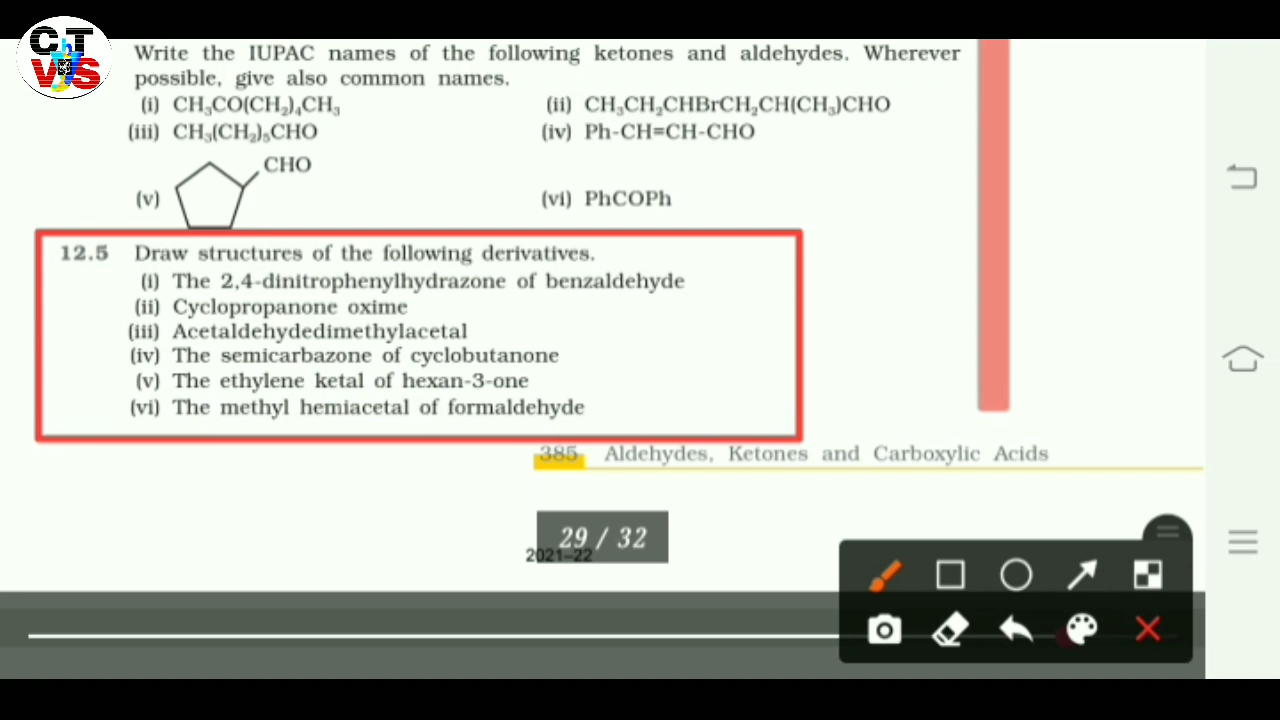 ChT
VJS
Write the IUPAC names of the following ketones and aldehydes. Wherever
possible, give also common names.
(i) CH₃CO(CH₂)₄CH₃ (ii) CH₃CH₂CHBrCH₂CH(CH₃)CHO
(iii) CH₃(CH₂)₅CHO (iv) Ph-CH=CH-CHO
CHO
(v) (vi) PhCOPh
12.5 Draw structures of the following derivatives.
(i) The 2,4-dinitrophenylhydrazone of benzaldehyde
(ii) Cyclopropanone oxime
(iii) Acetaldehydedimethylacetal
(iv) The semicarbazone of cyclobutanone
(v) The ethylene ketal of hexan-3-one
(vi) The methyl hemiacetal of formaldehyde
385 Aldehydes, Ketones and Carboxylic Acids
29 / 32
2021–22